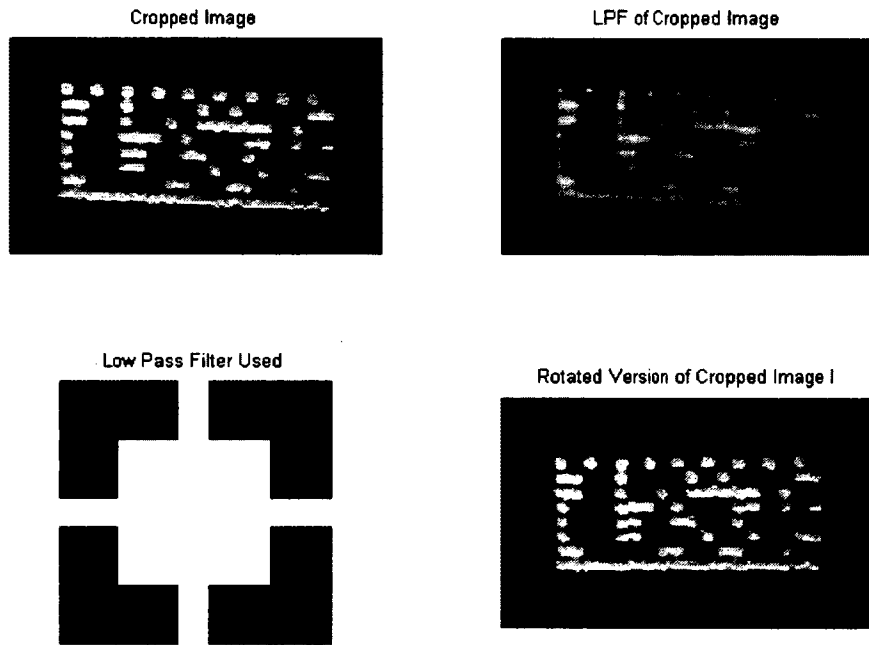 Cropped Image
LPF of Cropped Image
Low Pass Filter Used
Rotated Version of Cropped Image I